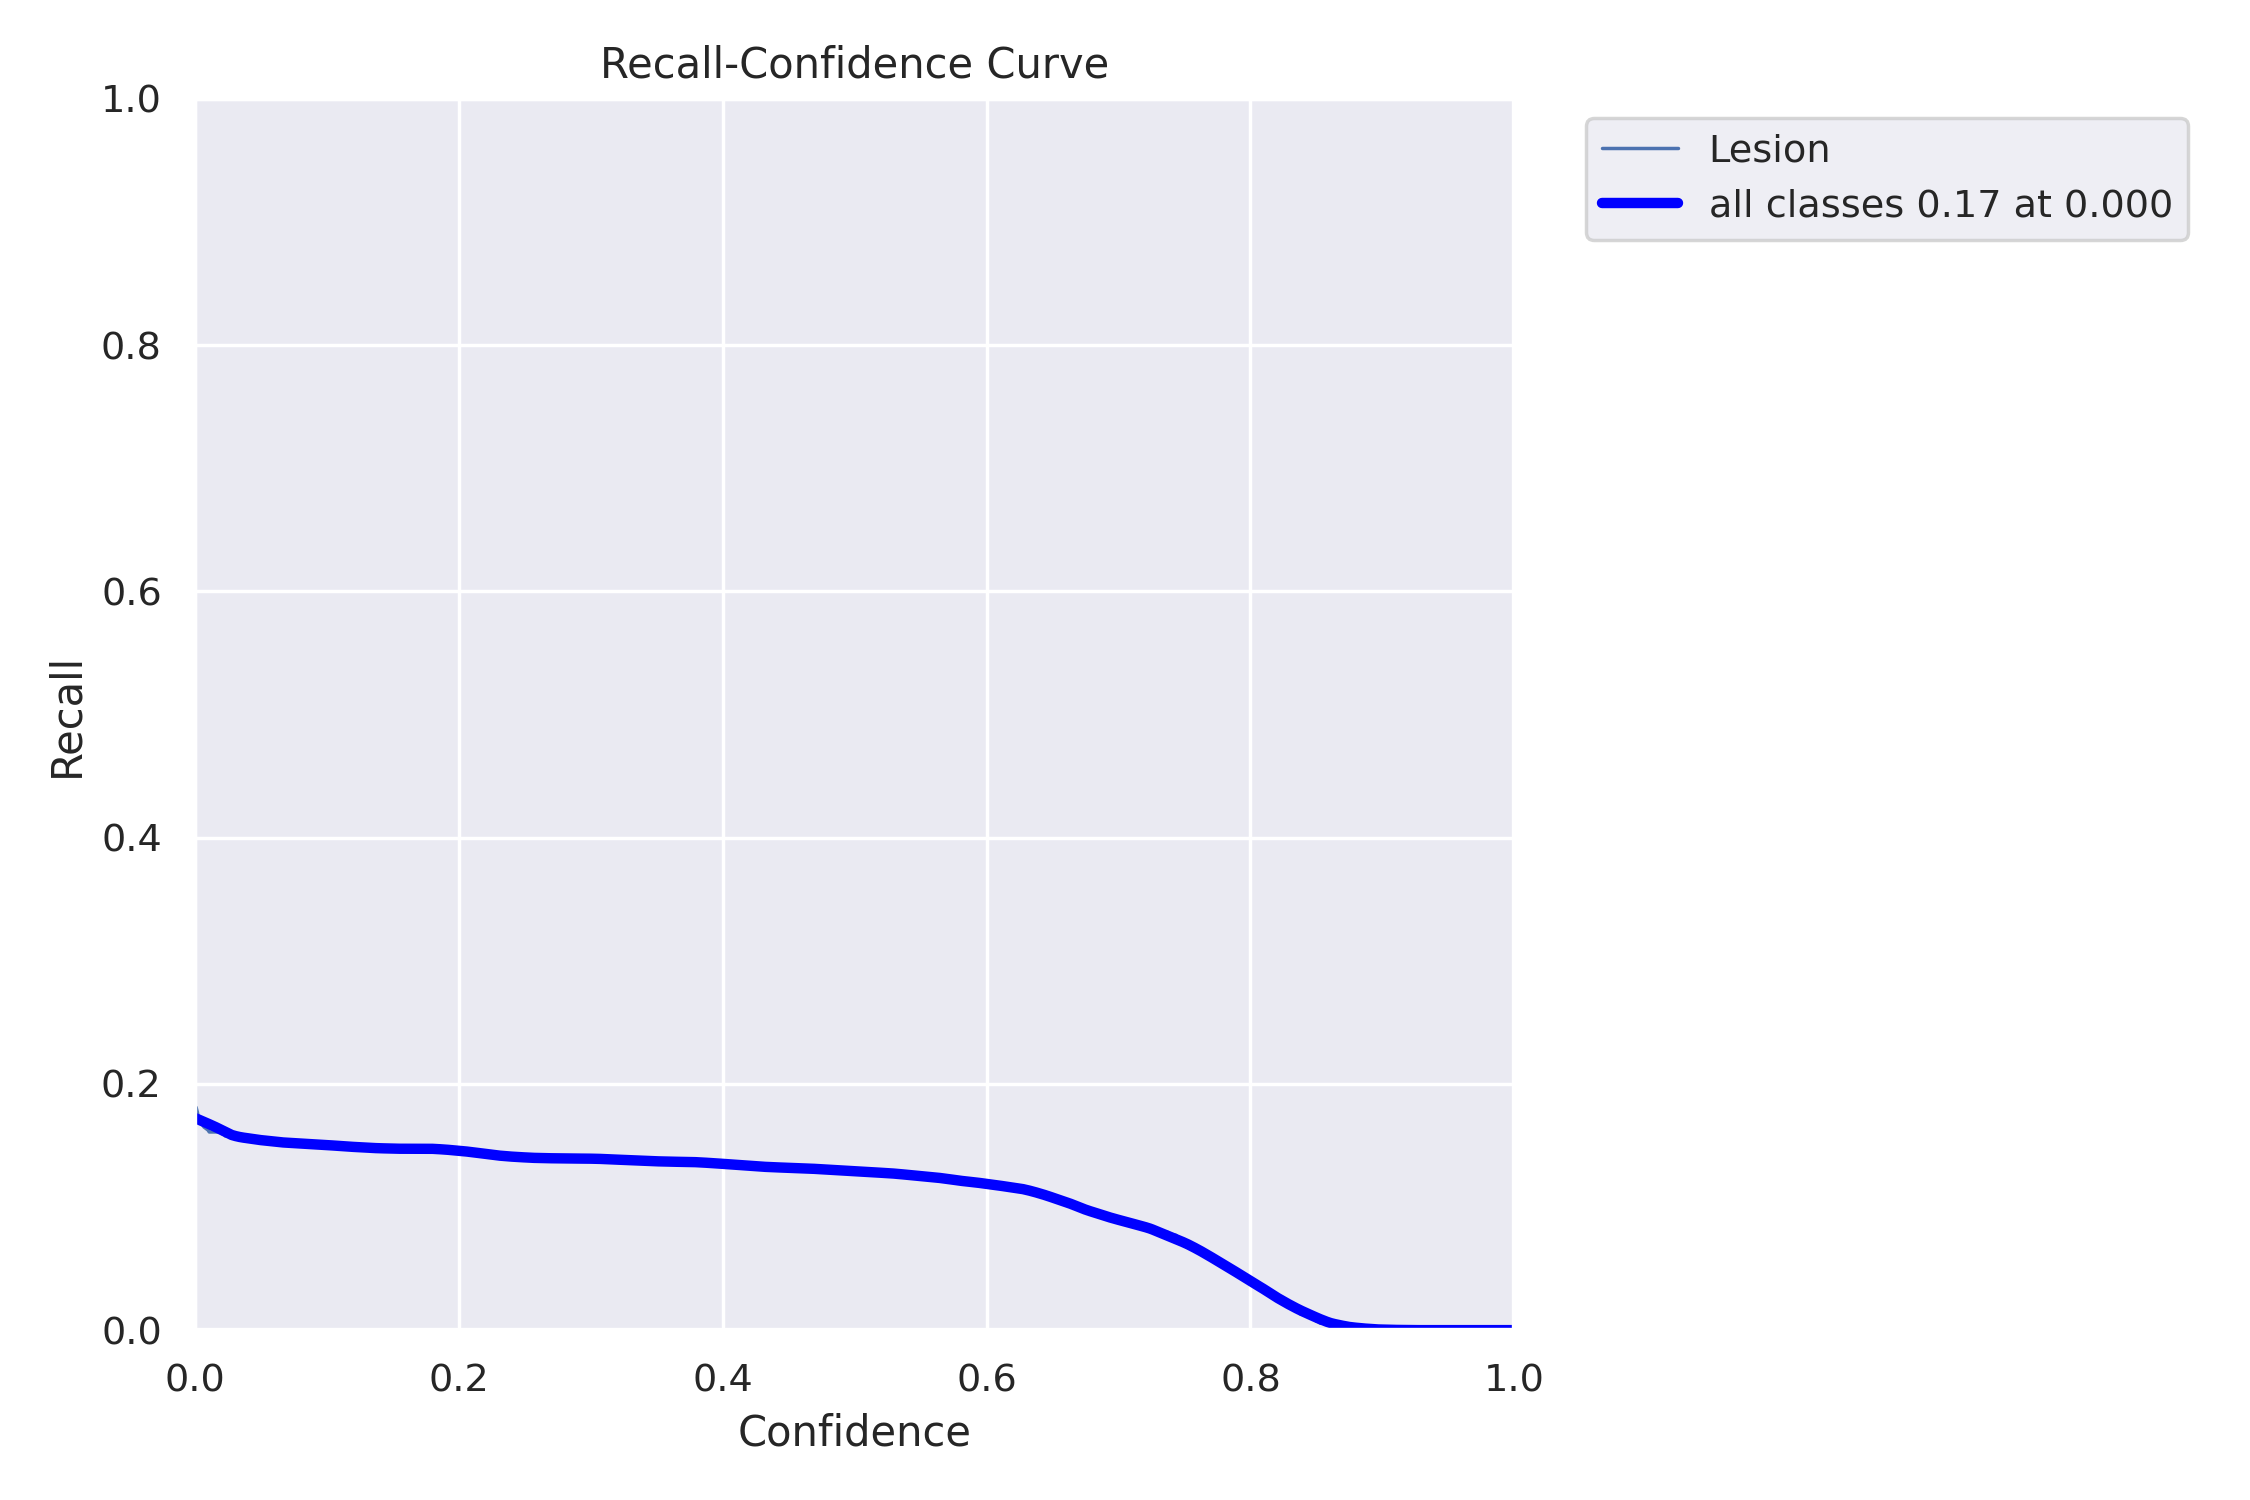 Recall-Confidence Curve
1.0
0.8
0.6
0.4
0.2
0.0
Recall
0.0 0.2 0.4 0.6 0.8 1.0
Confidence
Lesion
all classes 0.17 at 0.000